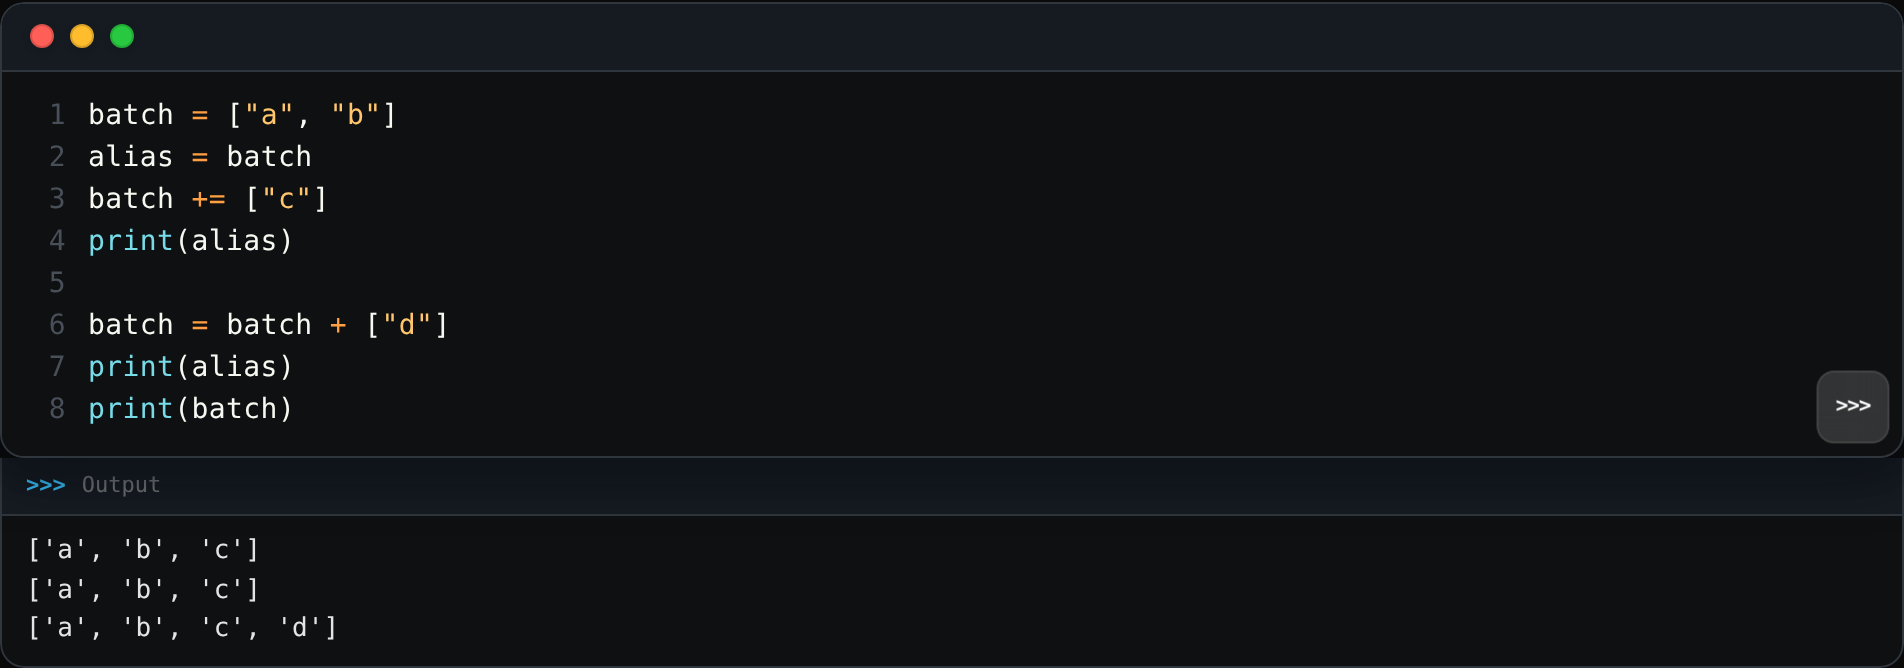 1 batch = ["a", "b"]
2 alias = batch
3 batch += ["c"]
4 print(alias)
5
6 batch = batch + ["d"]
7 print(alias)
8 print(batch)
>>>
>>> Output
['a', 'b', 'c']
['a', 'b', 'c']
['a', 'b', 'c', 'd']